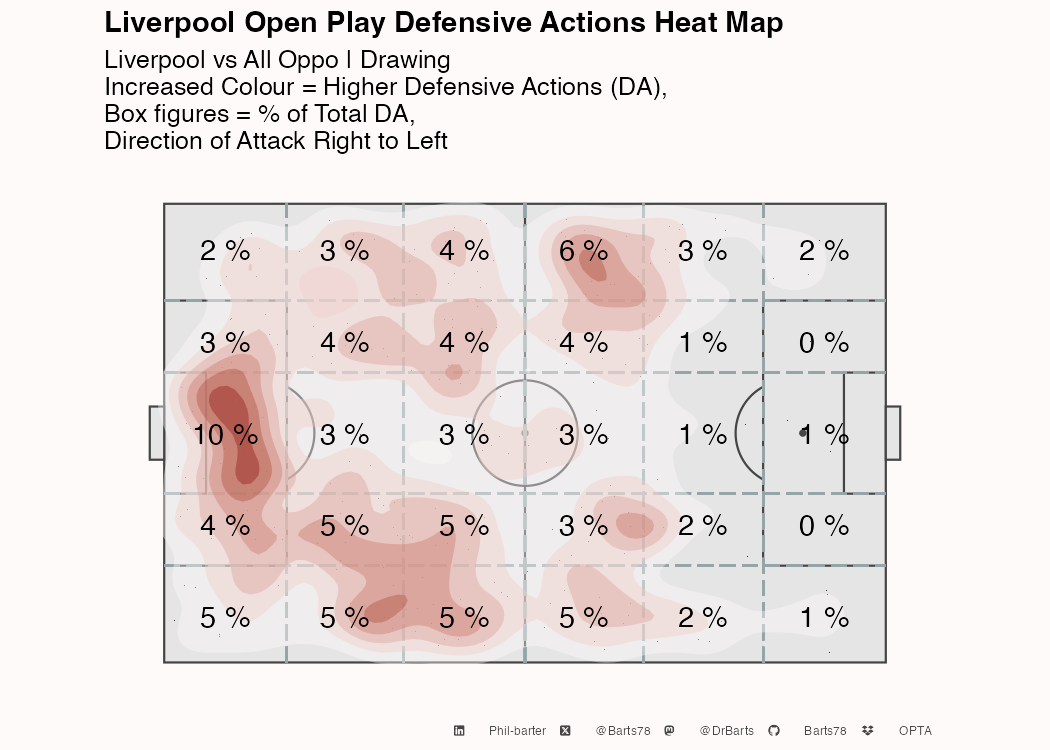 Liverpool Open Play Defensive Actions Heat Map
Liverpool vs All Oppo | Drawing
Increased Colour = Higher Defensive Actions (DA),
Box figures = % of Total DA,
Direction of Attack Right to Left
2 % 3 % 4 % 6 % 3 % 2 %
3 % 4 % 4 % 4 % 1 % 0 %
10 % 3 % 3 % 3 % 1 % 1 %
4 % 5 % 5 % 3 % 2 % 0 %
5 % 5 % 5 % 5 % 2 % 1 %
Phil-barter @Barts78 @DrBarts Barts78 OPTA